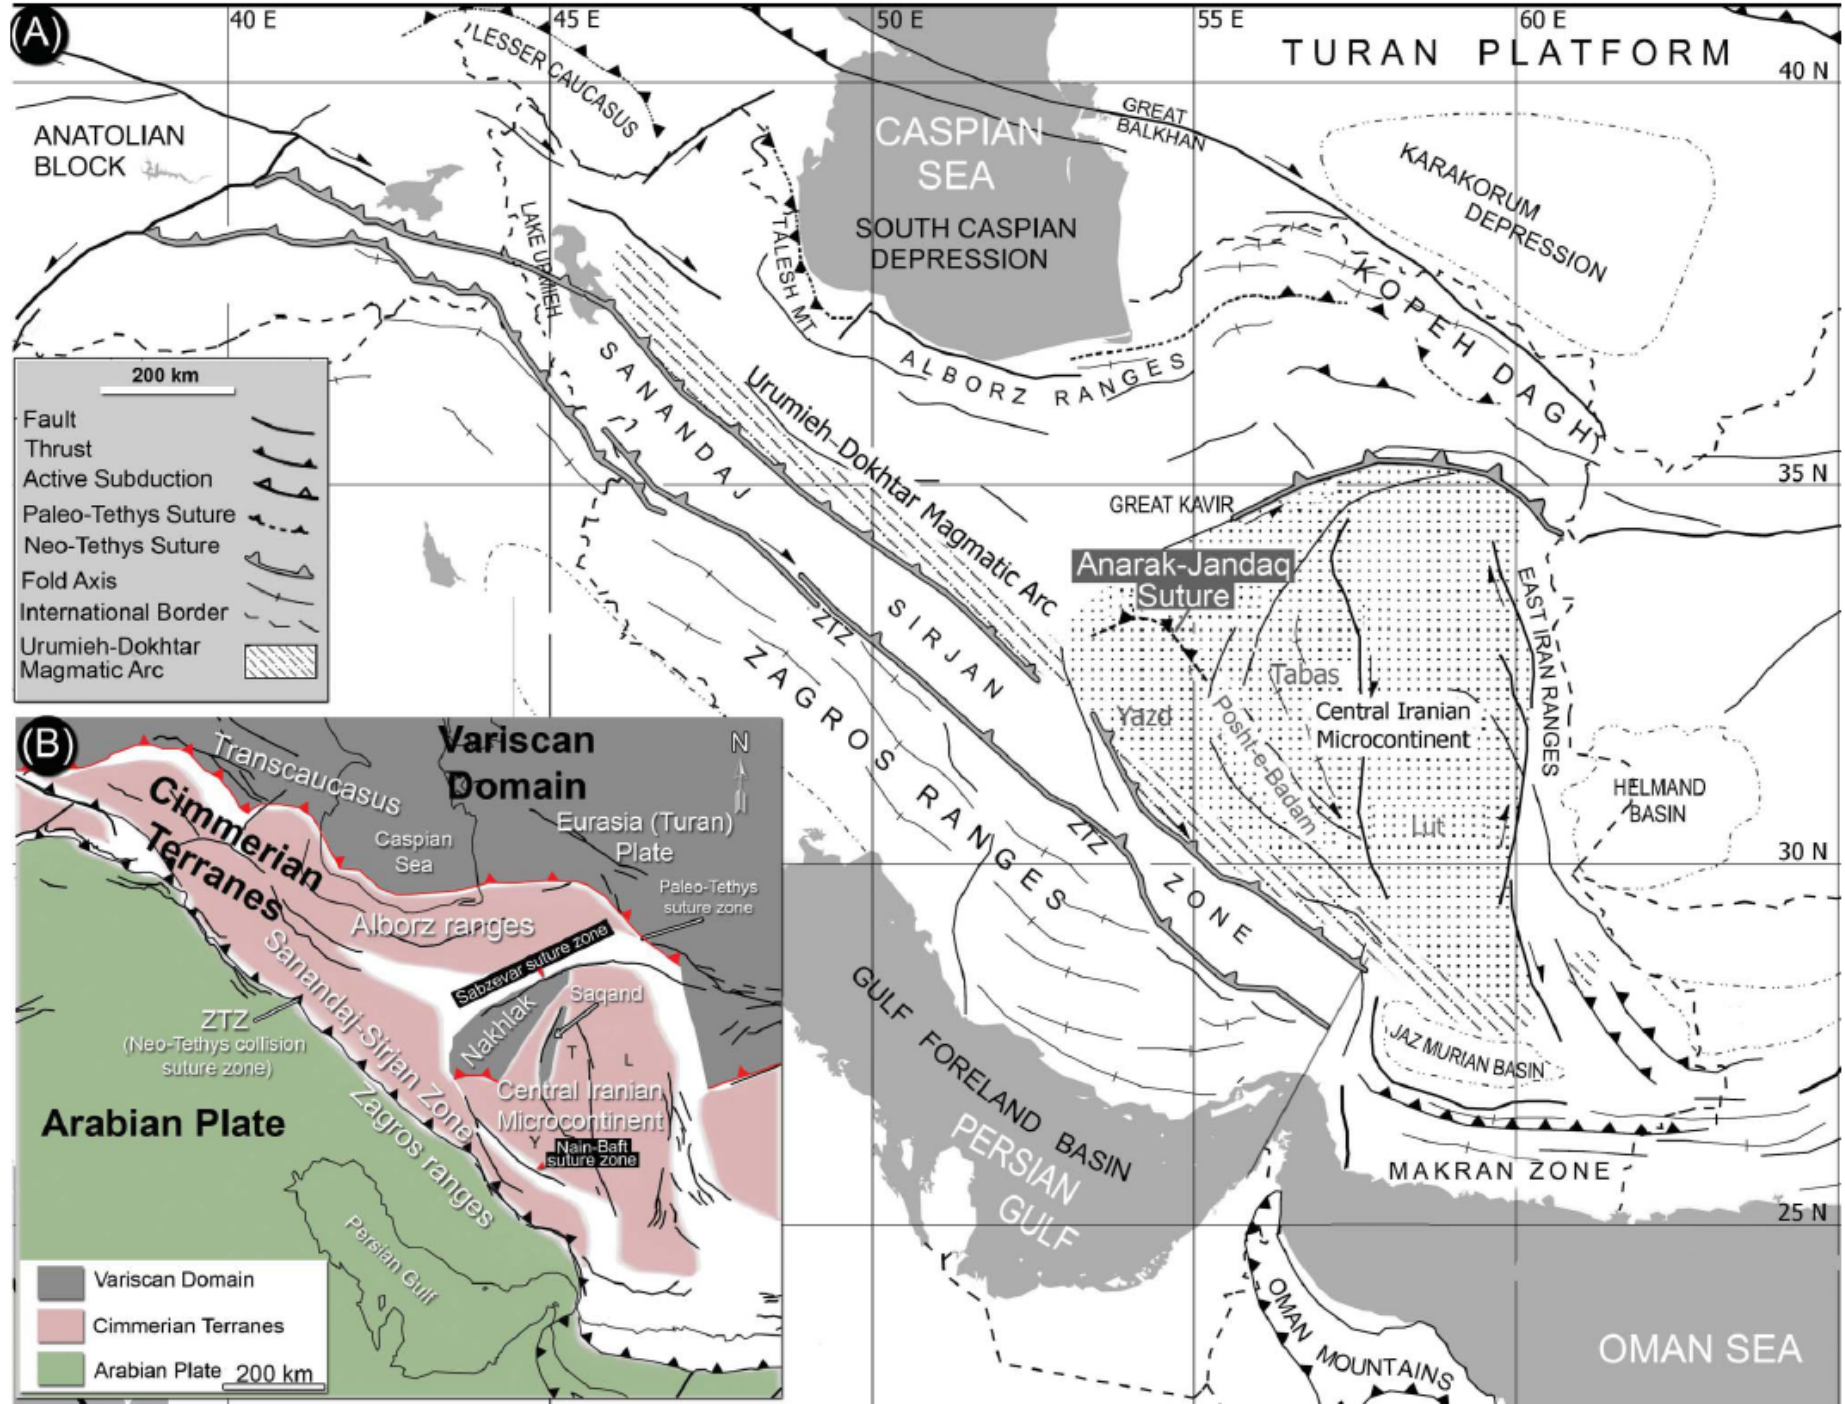 (A)
40 E
45 E
50 E
55 E
60 E
TURAN PLATFORM
40 N
LESSER CAUCASUS
ANATOLIAN
BLOCK
CASPIAN
SEA
SOUTH CASPIAN
DEPRESSION
GREAT
BALKHAN
KARAKORUM
DEPRESSION
LAKE URUMIEH
TALESH MT.
KOPEH DAGH
ALBORZ RANGES
200 km
Fault
Thrust
Active Subduction
Paleo-Tethys Suture
Neo-Tethys Suture
Fold Axis
International Border
Urumieh-Dokhtar
Magmatic Arc
SANANDAJ
SIRJAN
ZONE
Urumieh-Dokhtar Magmatic Arc
35 N
GREAT KAVIR
Anarak-Jandaq
Suture
EAST IRAN RANGES
ZTZ
ZAGROS RANGES
Tabas
Yazd
Central Iranian
Microcontinent
Poshte-Badam
Lut
HELMAND
BASIN
ZTZ
30 N
GULF FORELAND BASIN
PERSIAN
GULF
JAZ MURIAN BASIN
MAKRAN ZONE
25 N
OMAN
MOUNTAINS
OMAN SEA
(B)
Transcaucasus
Variscan
Domain
N
Cimmerian
Terranes
Caspian
Sea
Eurasia (Turan)
Plate
Paleo-Tethys
suture zone
Alborz ranges
Sabzevar suture zone
Sanandaj-Sirjan Zone
Nakhlak
Saqand
ZTZ
(Neo-Tethys collision
suture zone)
T
L
Central Iranian
Microcontinent
Y
Nain-Baft
suture zone
Arabian Plate
Zagros ranges
Persian Gulf
Variscan Domain
Cimmerian Terranes
Arabian Plate
200 km